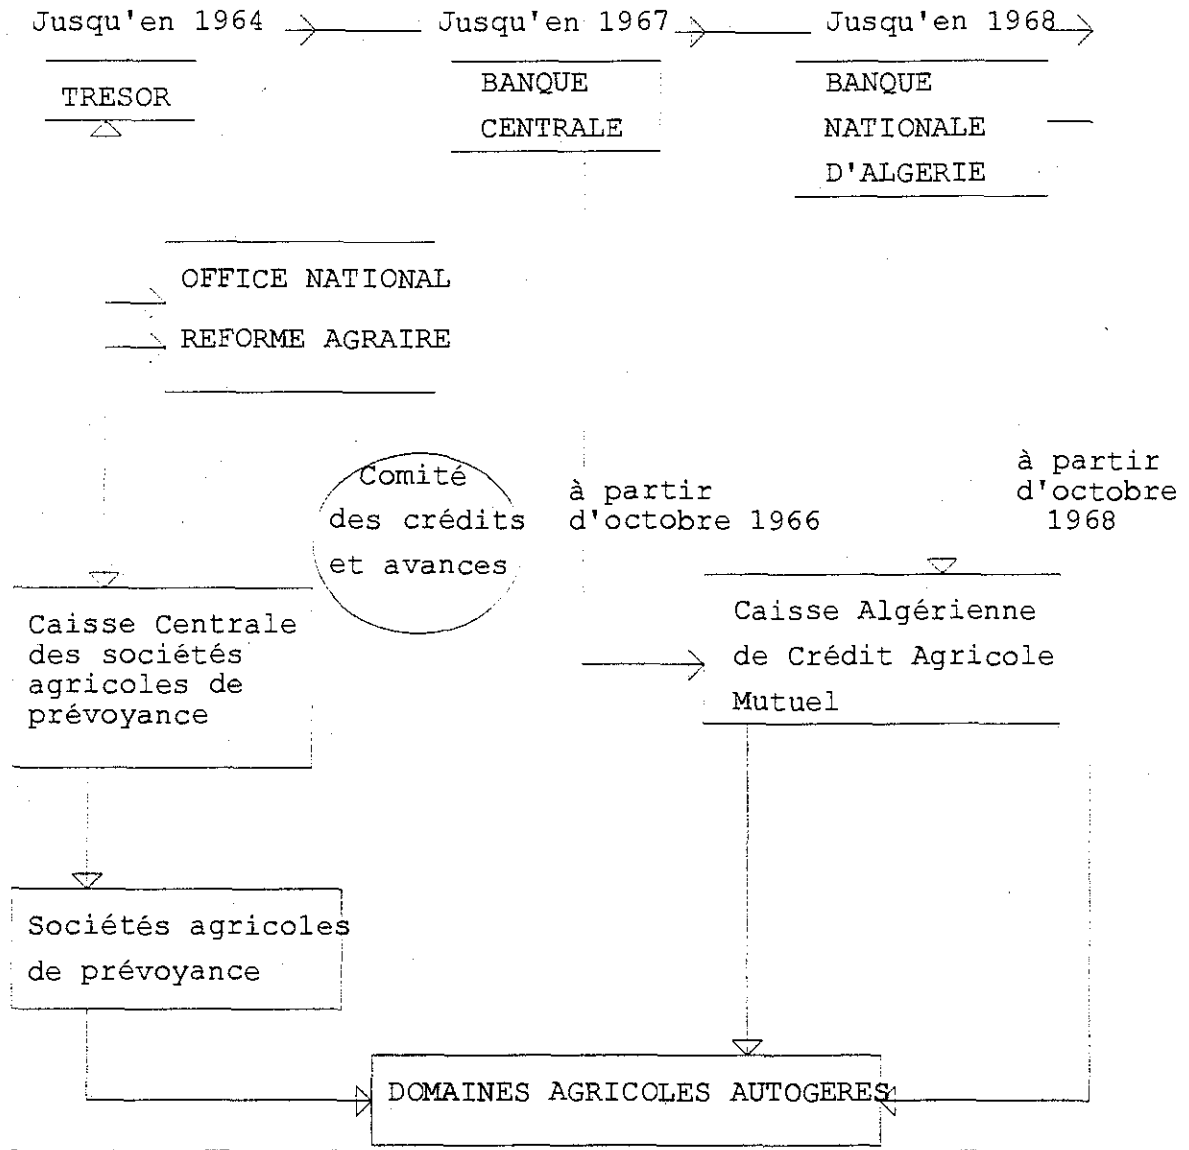 Jusqu'en 1964
Jusqu'en 1967
Jusqu'en 1968
TRESOR
BANQUE
CENTRALE
BANQUE
NATIONALE
D'ALGERIE
OFFICE NATIONAL
REFORME AGRAIRE
Comité
des crédits
et avances
à partir
d'octobre 1966
à partir
d'octobre
1968
Caisse Centrale
des sociétés
agricoles de
prévoyance
Caisse Algérienne
de Crédit Agricole
Mutuel
Sociétés agricoles
de prévoyance
DOMAINES AGRICOLES AUTOGERES